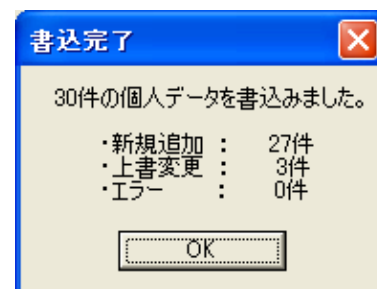 書込完了
30件の個人データを書込みました。
・新規追加 : 27件
・上書変更 : 3件
・エラー : 0件
OK